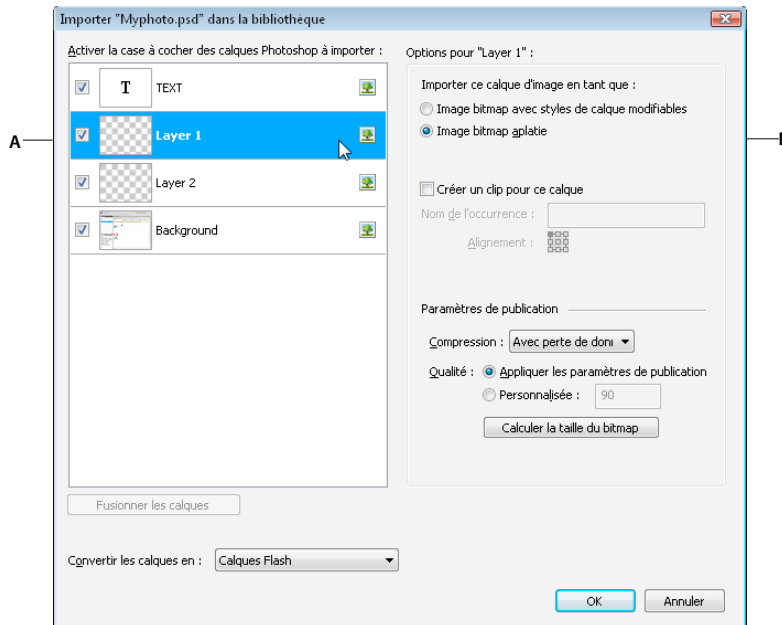 Importer "Myphoto.psd" dans la bibliothèque
Activer la case à cocher des calques Photoshop à importer :
T TEXT
A
Layer 1
Layer 2
Background
Fusionner les calques
Convertir les calques en : Calques Flash
Options pour "Layer 1" :
Importer ce calque d'image en tant que :
Image bitmap avec styles de calque modifiables
Image bitmap aplatie
Créer un clip pour ce calque
Nom de l'occurrence :
Alignement :
Paramètres de publication
Compression : Avec perte de
Qualité : Appliquer les paramètres de publication
Personnalisée : 90
Calculer la taille du bitmap
OK Annuler